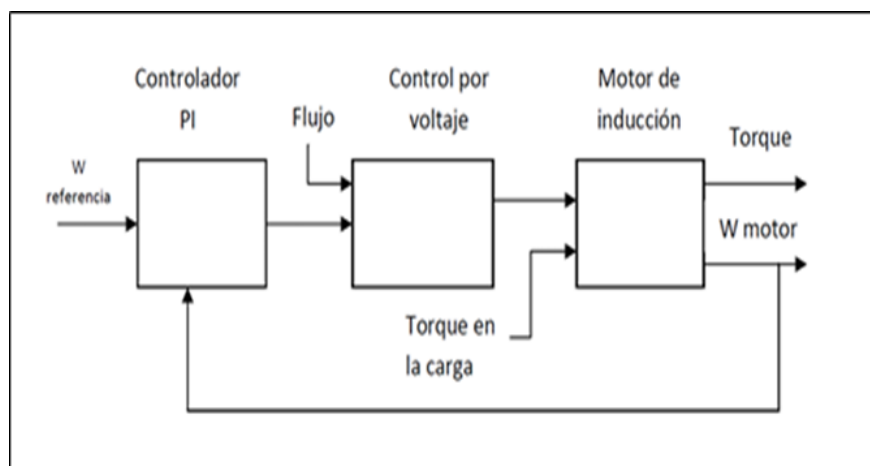 Controlador
PI
Flujo
Control por
voltaje
Motor de
inducción
Torque
W
referencia
W motor
Torque en
la carga